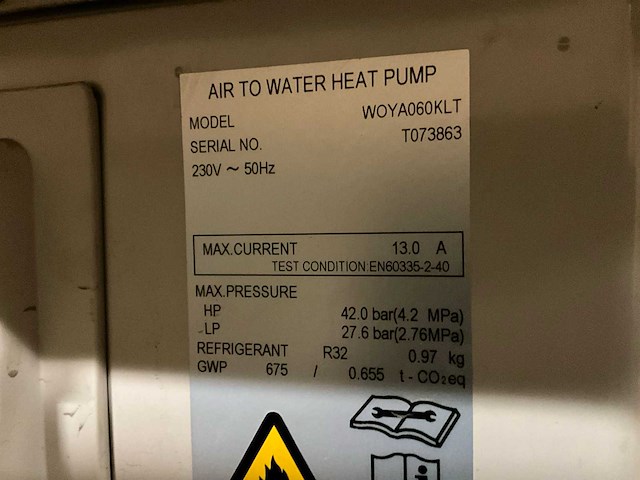 AIR TO WATER HEAT PUMP
MODEL WOYA060KLT
SERIAL NO. T073863
230V ~ 50Hz
MAX.CURRENT 13.0 A
TEST CONDITION:EN60335-2-40
MAX.PRESSURE
HP 42.0 bar(4.2 MPa)
LP 27.6 bar(2.76MPa)
REFRIGERANT R32 0.97 kg
GWP 675 / 0.655 t-CO₂eq
i